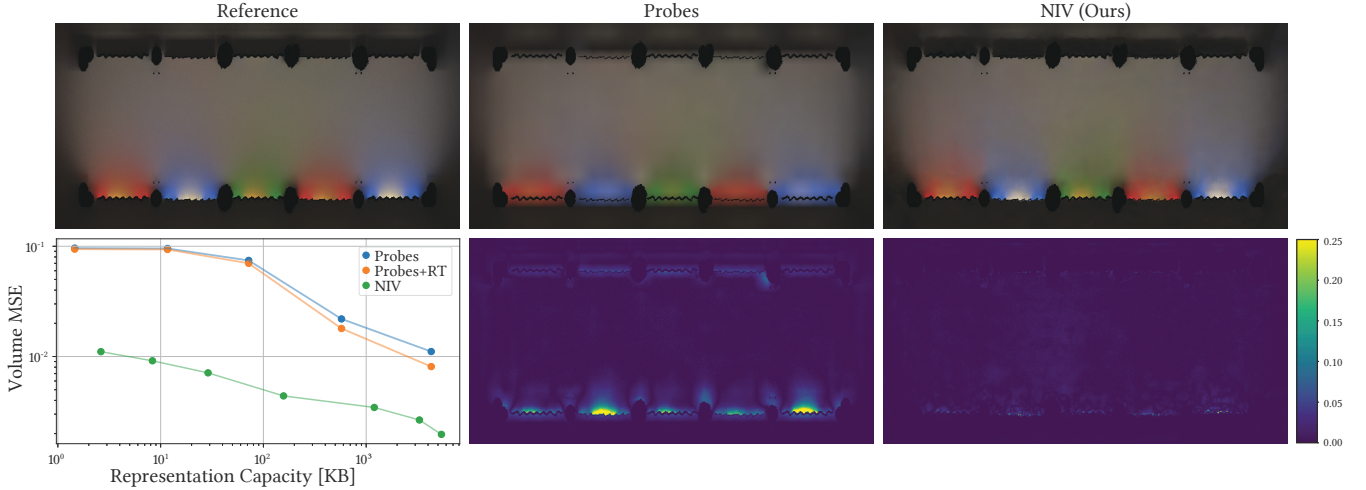 Reference
Probes
NIV (Ours)
10⁻¹
10⁻²
Volume MSE
Probes
Probes+RT
NIV
10⁰
10¹
10²
10³
Representation Capacity [KB]
0.25
0.20
0.15
0.10
0.05
0.00